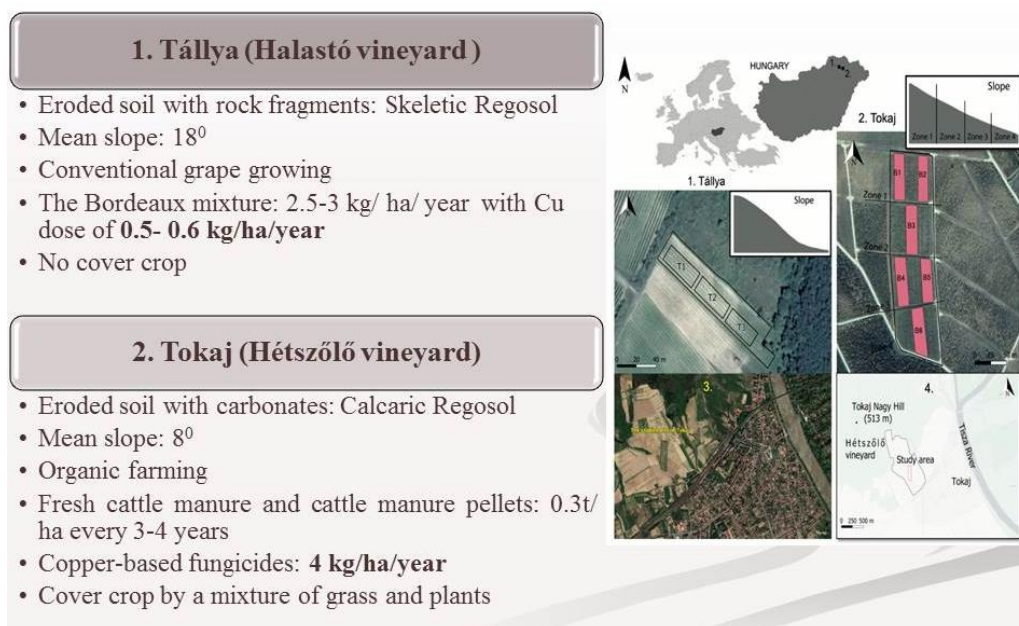 1. Tállya (Halastó vineyard )
• Eroded soil with rock fragments: Skeletic Regosol
• Mean slope: 18⁰
• Conventional grape growing
• The Bordeaux mixture: 2.5-3 kg/ ha/ year with Cu
dose of 0.5- 0.6 kg/ha/year
• No cover crop
2. Tokaj (Hétszőlő vineyard)
• Eroded soil with carbonates: Calcaric Regosol
• Mean slope: 8⁰
• Organic farming
• Fresh cattle manure and cattle manure pellets: 0.3t/
ha every 3-4 years
• Copper-based fungicides: 4 kg/ha/year
• Cover crop by a mixture of grass and plants
N
HUNGARY
1.
2.
1. Tállya
Slope
T1
T2
T3
0 20 40 m
2. Tokaj
Slope
Zone 1 Zone 2 Zone 3 Zone 4
B1
B2
Zone 1
B3
Zone 2
B4
B5
B6
3.
4.
N
Tokaj Nagy Hill
(513 m)
Hétszőlő
vineyard
Study area
Tisza River
Tokaj
0 250 500 m